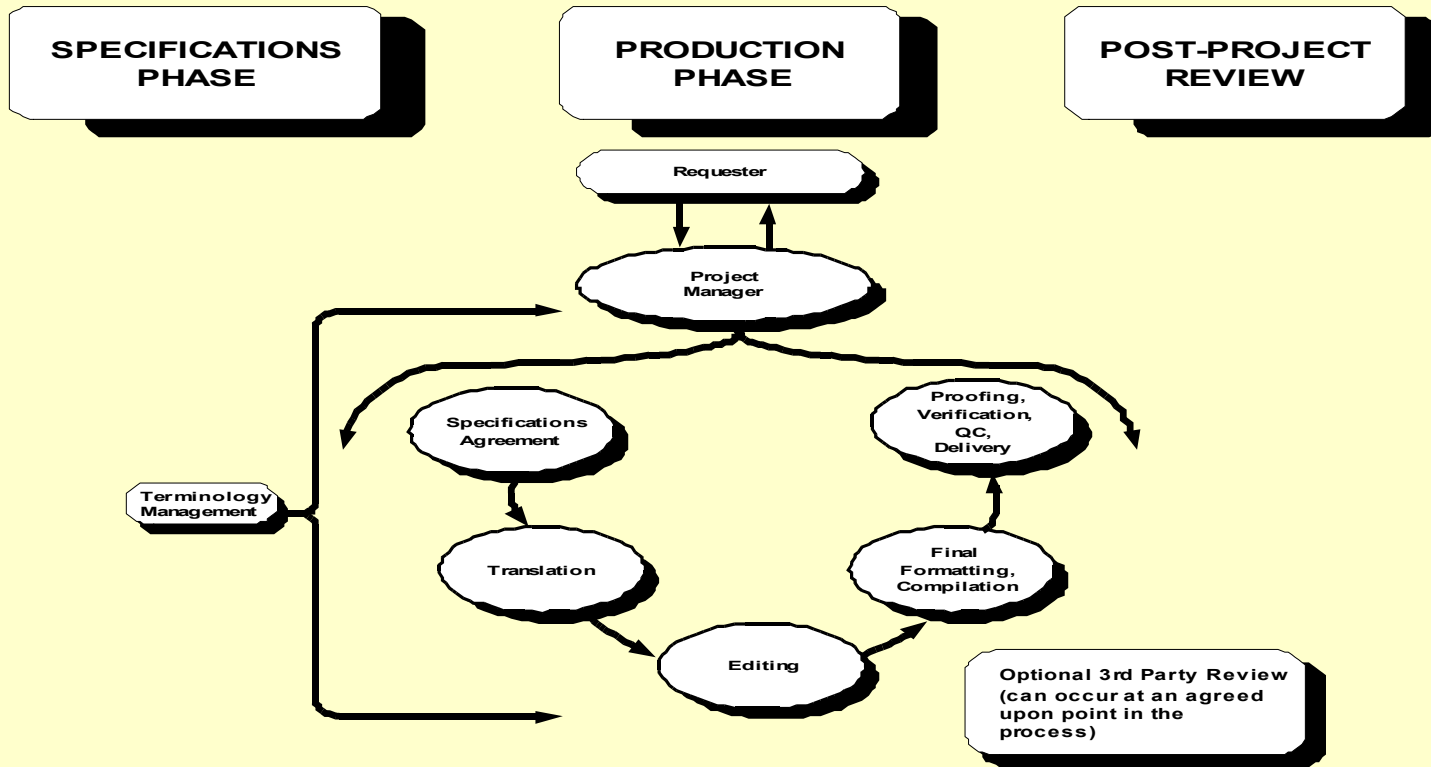 SPECIFICATIONS
PHASE
PRODUCTION
PHASE
POST-PROJECT
REVIEW
Requester
Project
Manager
Specifications
Agreement
Proofing,
Verification,
QC,
Delivery
Terminology
Management
Translation
Final
Formatting,
Compilation
Editing
Optional 3rd Party Review
(can occur at an agreed
upon point in the
process)